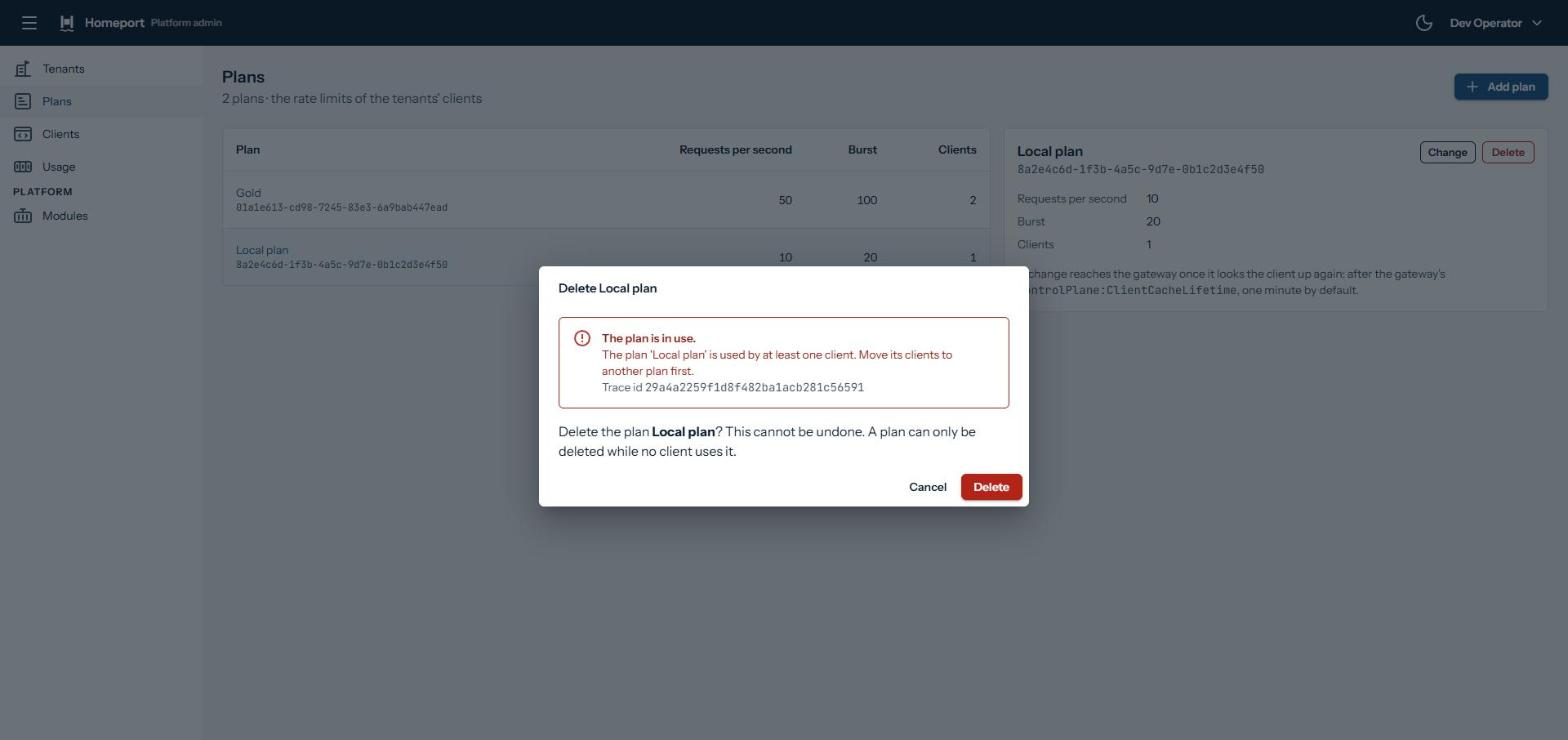 Homeport Platform admin
Dev Operator
Tenants
Plans
Clients
Usage
PLATFORM
Modules
Plans
2 plans · the rate limits of the tenants' clients
Add plan
Plan Requests per second Burst Clients
Gold
01a1e613-cd98-7245-83e3-6a9bab447ead
50 100 2
Local plan
8a2e4c6d-1f3b-4a5c-9d7e-0b1c2d3e4f50
10 20 1
Local plan
8a2e4c6d-1f3b-4a5c-9d7e-0b1c2d3e4f50
Change Delete
Requests per second 10
Burst 20
Clients 1
change reaches the gateway once it looks the client up again: after the gateway's
ntrolPlane:ClientCacheLifetime, one minute by default.
Delete Local plan
The plan is in use.
The plan 'Local plan' is used by at least one client. Move its clients to
another plan first.
Trace id 29a4a2259f1d8f482ba1acb281c56591
Delete the plan Local plan? This cannot be undone. A plan can only be
deleted while no client uses it.
Cancel Delete